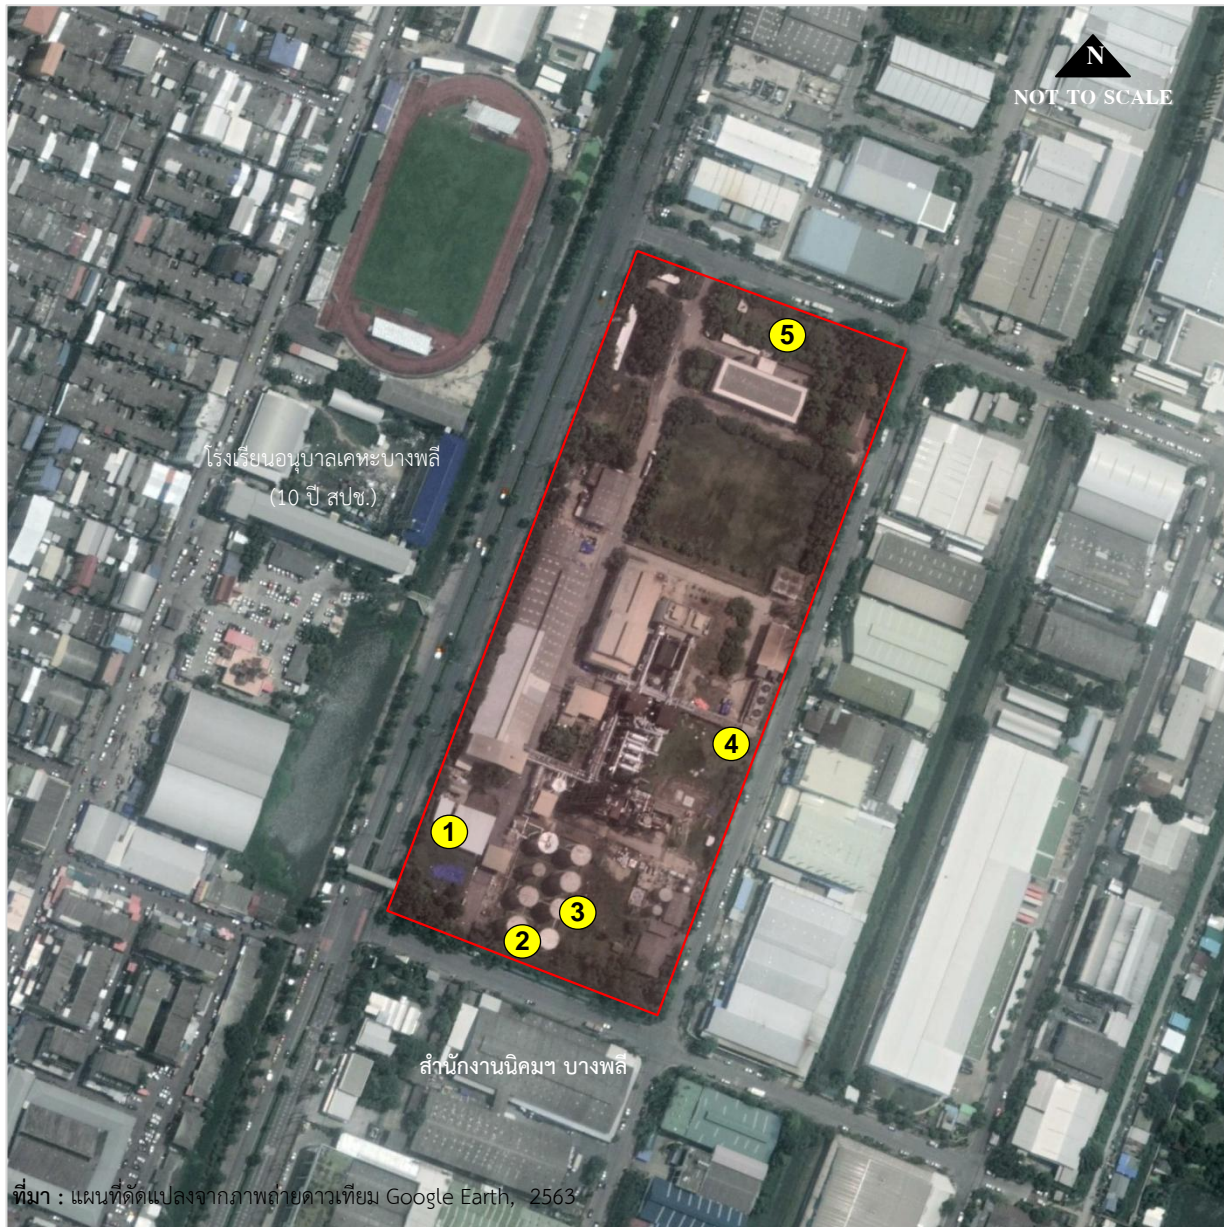 N
NOT TO SCALE
5
โรงเรียนอนุบาลเคหะบางพลี
(10 ปี สปช.)
4
1
3
2
สำนักงานนิคมฯ บางพลี
ที่มา : แผนที่ดัดแปลงจากภาพถ่ายดาวเทียม Google Earth, 2563